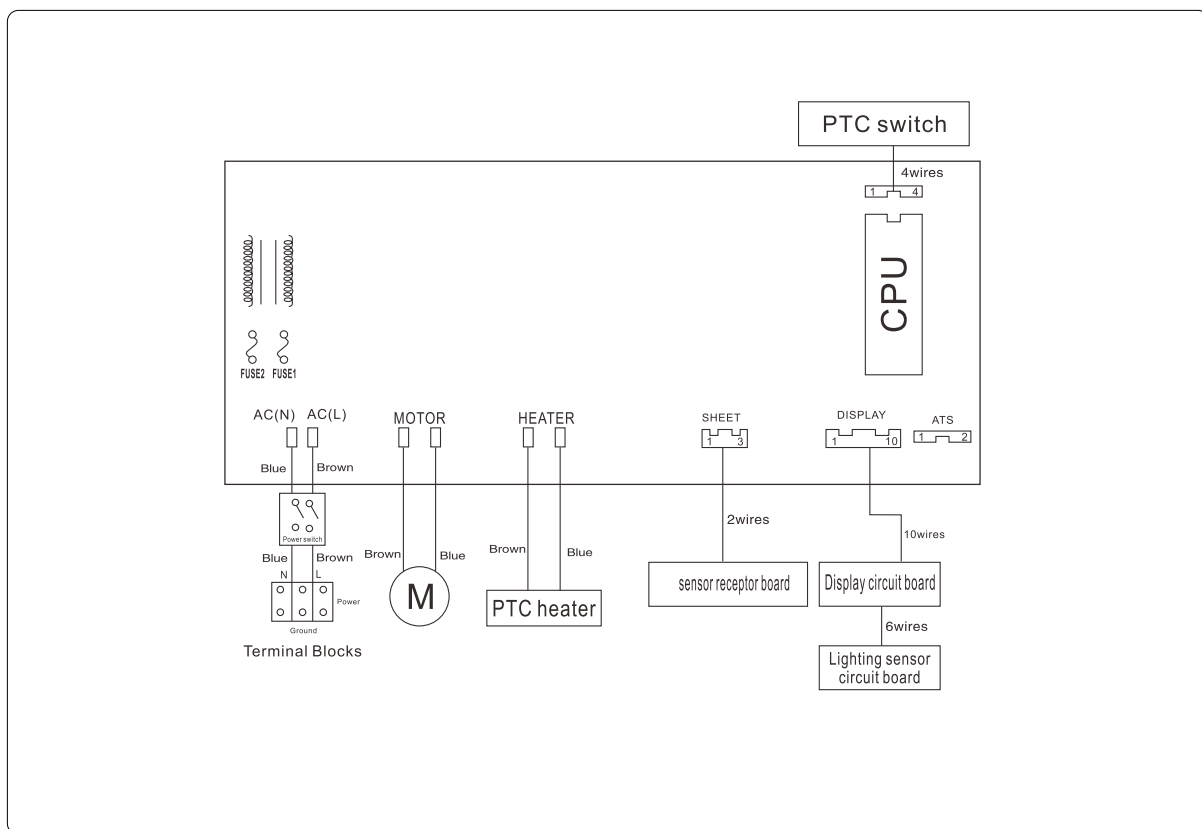 PTC switch
4wires
1 4
CPU
FUSE2 FUSE1
AC(N) AC(L) MOTOR HEATER SHEET DISPLAY ATS
1 3 1 10 1 2
Blue Brown
Power switch
2wires
10wires
Blue Brown Brown Blue Brown Blue
N L
Power
Ground
Terminal Blocks
M
PTC heater
sensor receptor board
Display circuit board
6wires
Lighting sensor
circuit board